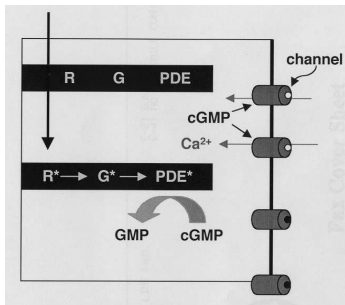 channel
R G PDE
cGMP
Ca2+
R* → G* → PDE*
GMP cGMP